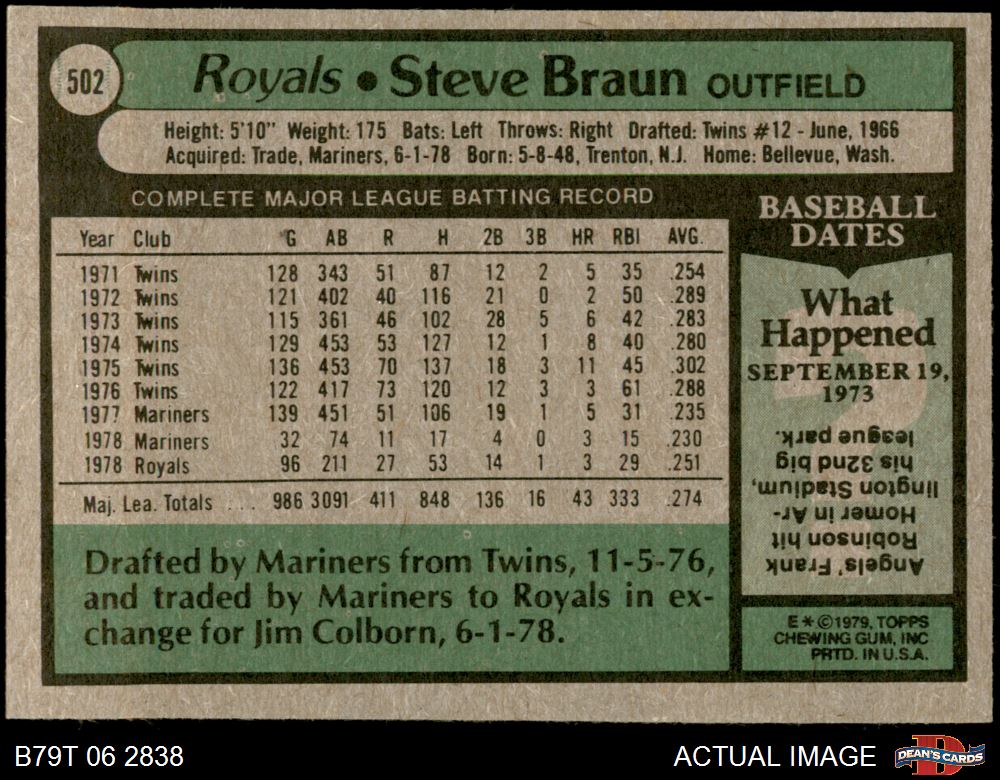 502
Royals • Steve Braun OUTFIELD
Height: 5'10" Weight: 175 Bats: Left Throws: Right Drafted: Twins #12 - June, 1966
Acquired: Trade, Mariners, 6-1-78 Born: 5-8-48, Trenton, N.J. Home: Bellevue, Wash.
COMPLETE MAJOR LEAGUE BATTING RECORD
Year Club G AB R H 2B 3B HR RBI AVG.
1971 Twins 128 343 51 87 12 2 5 35 .254
1972 Twins 121 402 40 116 21 0 2 50 .289
1973 Twins 115 361 46 102 28 5 6 42 .283
1974 Twins 129 453 53 127 12 1 8 40 .280
1975 Twins 136 453 70 137 18 3 11 45 .302
1976 Twins 122 417 73 120 12 3 3 61 .288
1977 Mariners 139 451 51 106 19 1 5 31 .235
1978 Mariners 32 74 11 17 4 0 3 15 .230
1978 Royals 96 211 27 53 14 1 3 29 .251
Maj. Lea. Totals . . . 986 3091 411 848 136 16 43 333 .274
Drafted by Mariners from Twins, 11-5-76,
and traded by Mariners to Royals in ex-
change for Jim Colborn, 6-1-78.
BASEBALL
DATES
What
Happened
SEPTEMBER 19,
1973
Angels' Frank
Robinson hit
Homer in Ar-
lington Stadium,
his 32nd big
league park.
E * © 1979, TOPPS
CHEWING GUM, INC
PRTD. IN U.S.A.
B79T 06 2838
ACTUAL IMAGE
D
DEAN'S CARDS